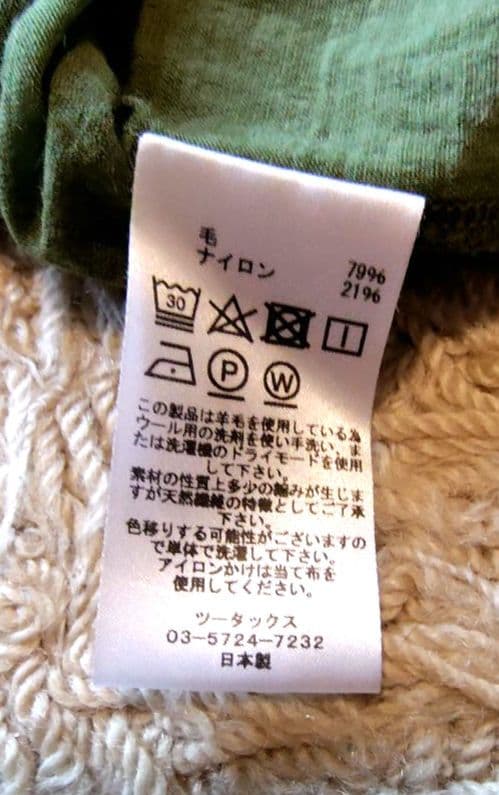 毛 79%
ナイロン 21%
30
P W
この製品は羊毛を使用している為
ウール用の洗剤を使い手洗い、ま
たは洗濯機のドライモードを使用
して下さい。
素材の性質上多少の縮みが生じま
すが天然繊維の特徴としてご了承
下さい。
色移りする可能性がございますの
で単体で洗濯して下さい。
アイロンかけは当て布を
使用してください。
ツータックス
03-5724-7232
日本製